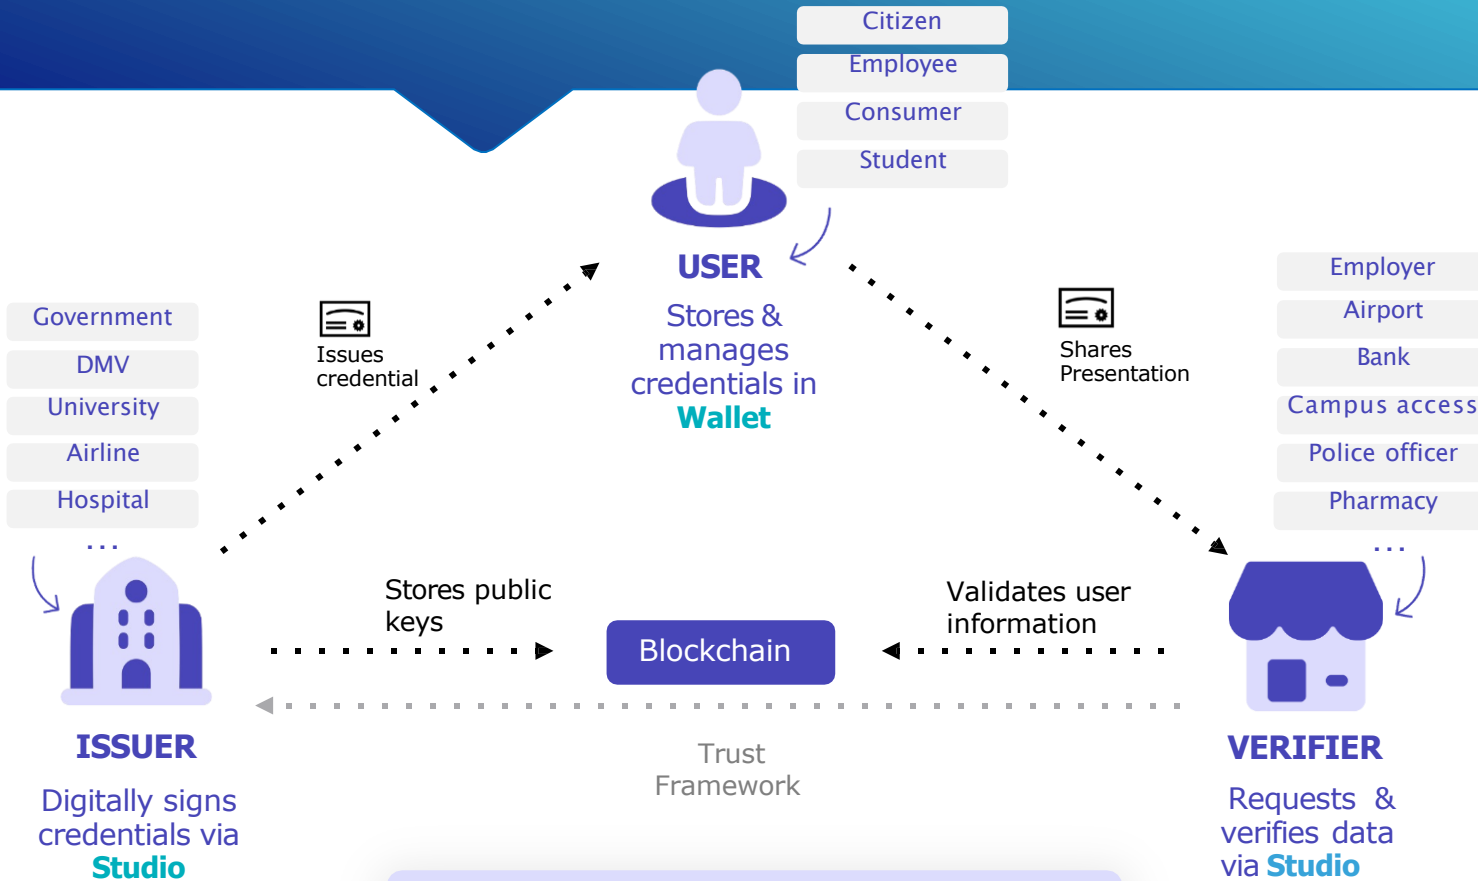 Citizen
Employee
Consumer
Student
USER
Stores &
manages
credentials in
Wallet
Issues
credential
Shares
Presentation
Government
DMV
University
Airline
Hospital
...
Employer
Airport
Bank
Campus access
Police officer
Pharmacy
...
Stores public
keys
Blockchain
Validates user
information
Trust
Framework
ISSUER
Digitally signs
credentials via
Studio
VERIFIER
Requests &
verifies data
via Studio